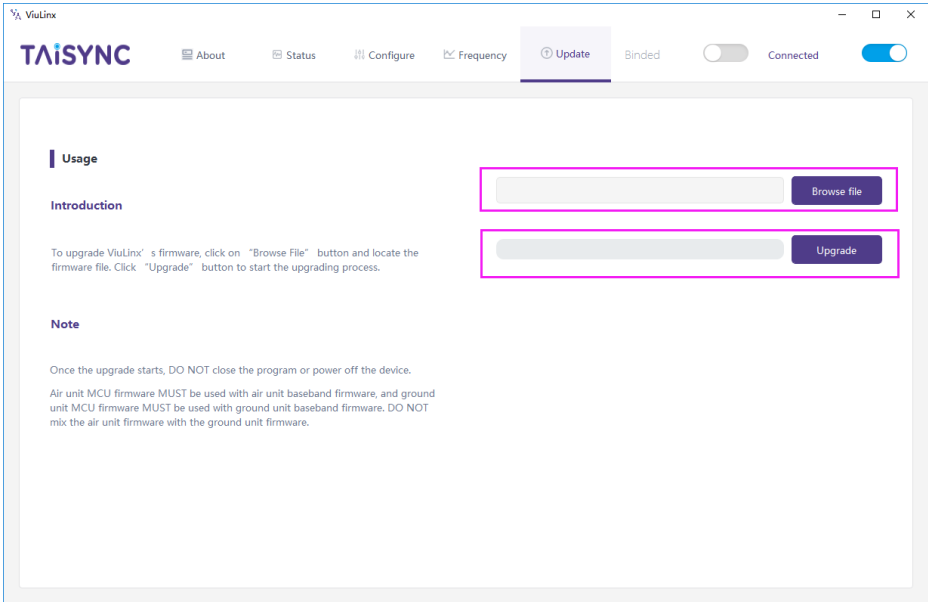 ViuLinx
TAiSYNC
About
Status
Configure
Frequency
Update
Binded
Connected
Usage
Browse file
Introduction
To upgrade ViuLinx’s firmware, click on “Browse File” button and locate the
firmware file. Click “Upgrade” button to start the upgrading process.
Upgrade
Note
Once the upgrade starts, DO NOT close the program or power off the device.
Air unit MCU firmware MUST be used with air unit baseband firmware, and ground
unit MCU firmware MUST be used with ground unit baseband firmware. DO NOT
mix the air unit firmware with the ground unit firmware.